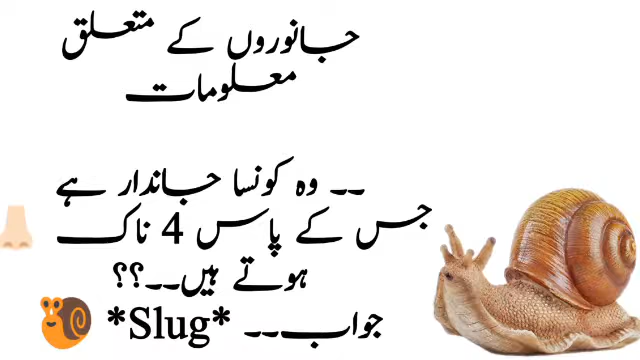 جانوروں کے متعلق
معلومات
۔۔ وہ کونسا جاندار ہے
جس کے پاس 4 ناک
ہوتے ہیں۔۔؟؟
جواب۔۔ *Slug*